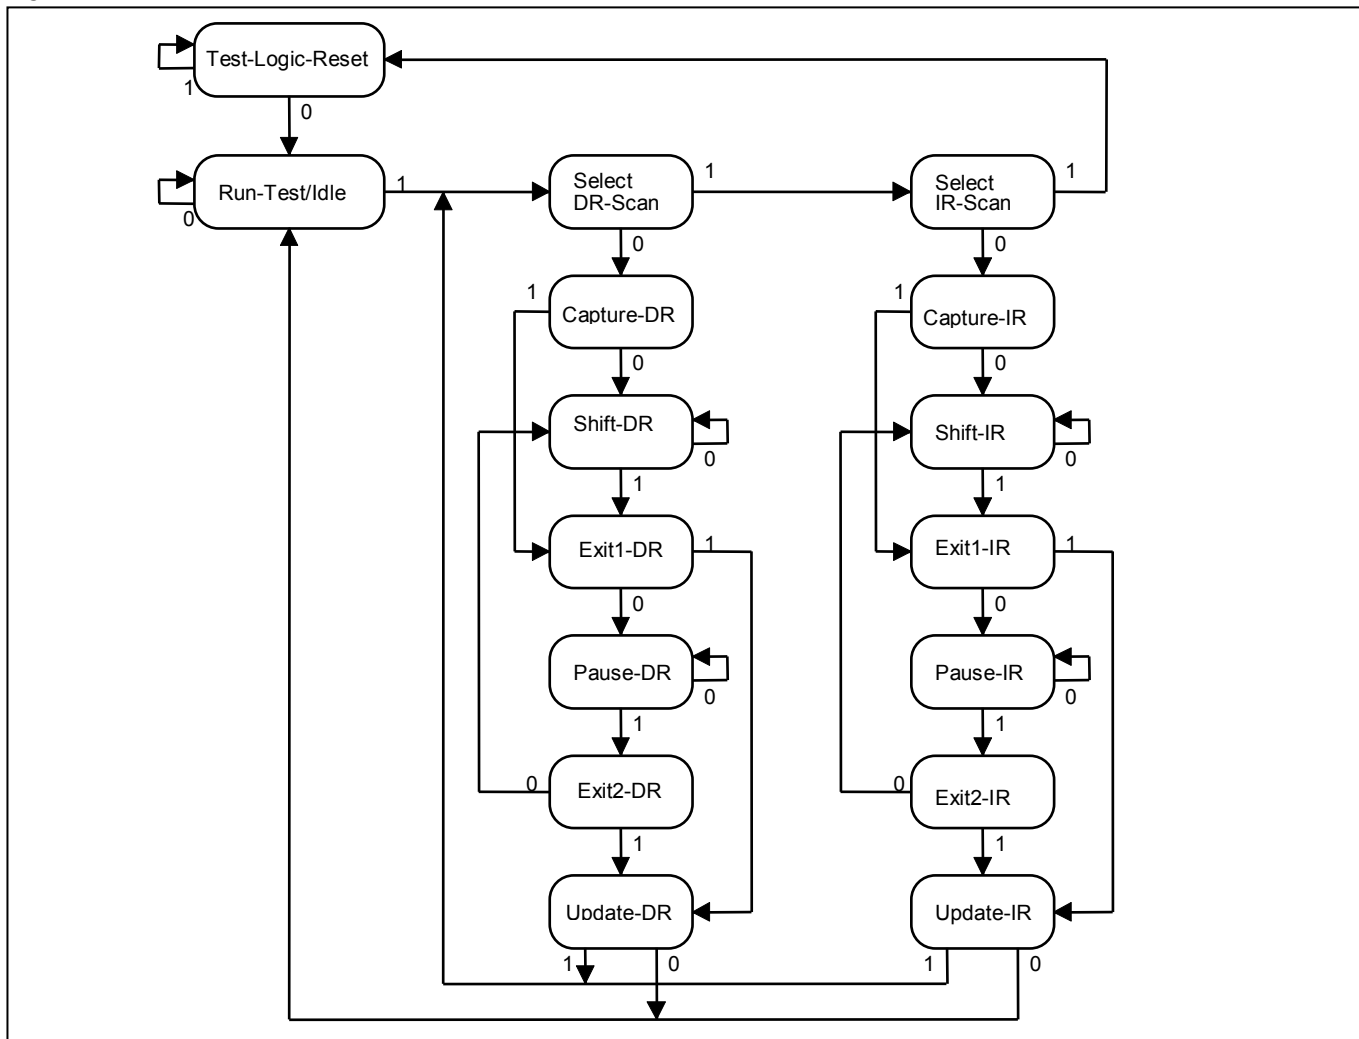 Test-Logic-Reset
1
0
Run-Test/Idle
1
0
Select
DR-Scan
1
0
Select
IR-Scan
1
0
1
Capture-DR
0
1
Capture-IR
0
Shift-DR
0
1
Shift-IR
0
1
Exit1-DR
1
0
Exit1-IR
1
0
Pause-DR
0
1
Pause-IR
0
1
0
Exit2-DR
1
0
Exit2-IR
1
Update-DR
1
0
Update-IR
1
0